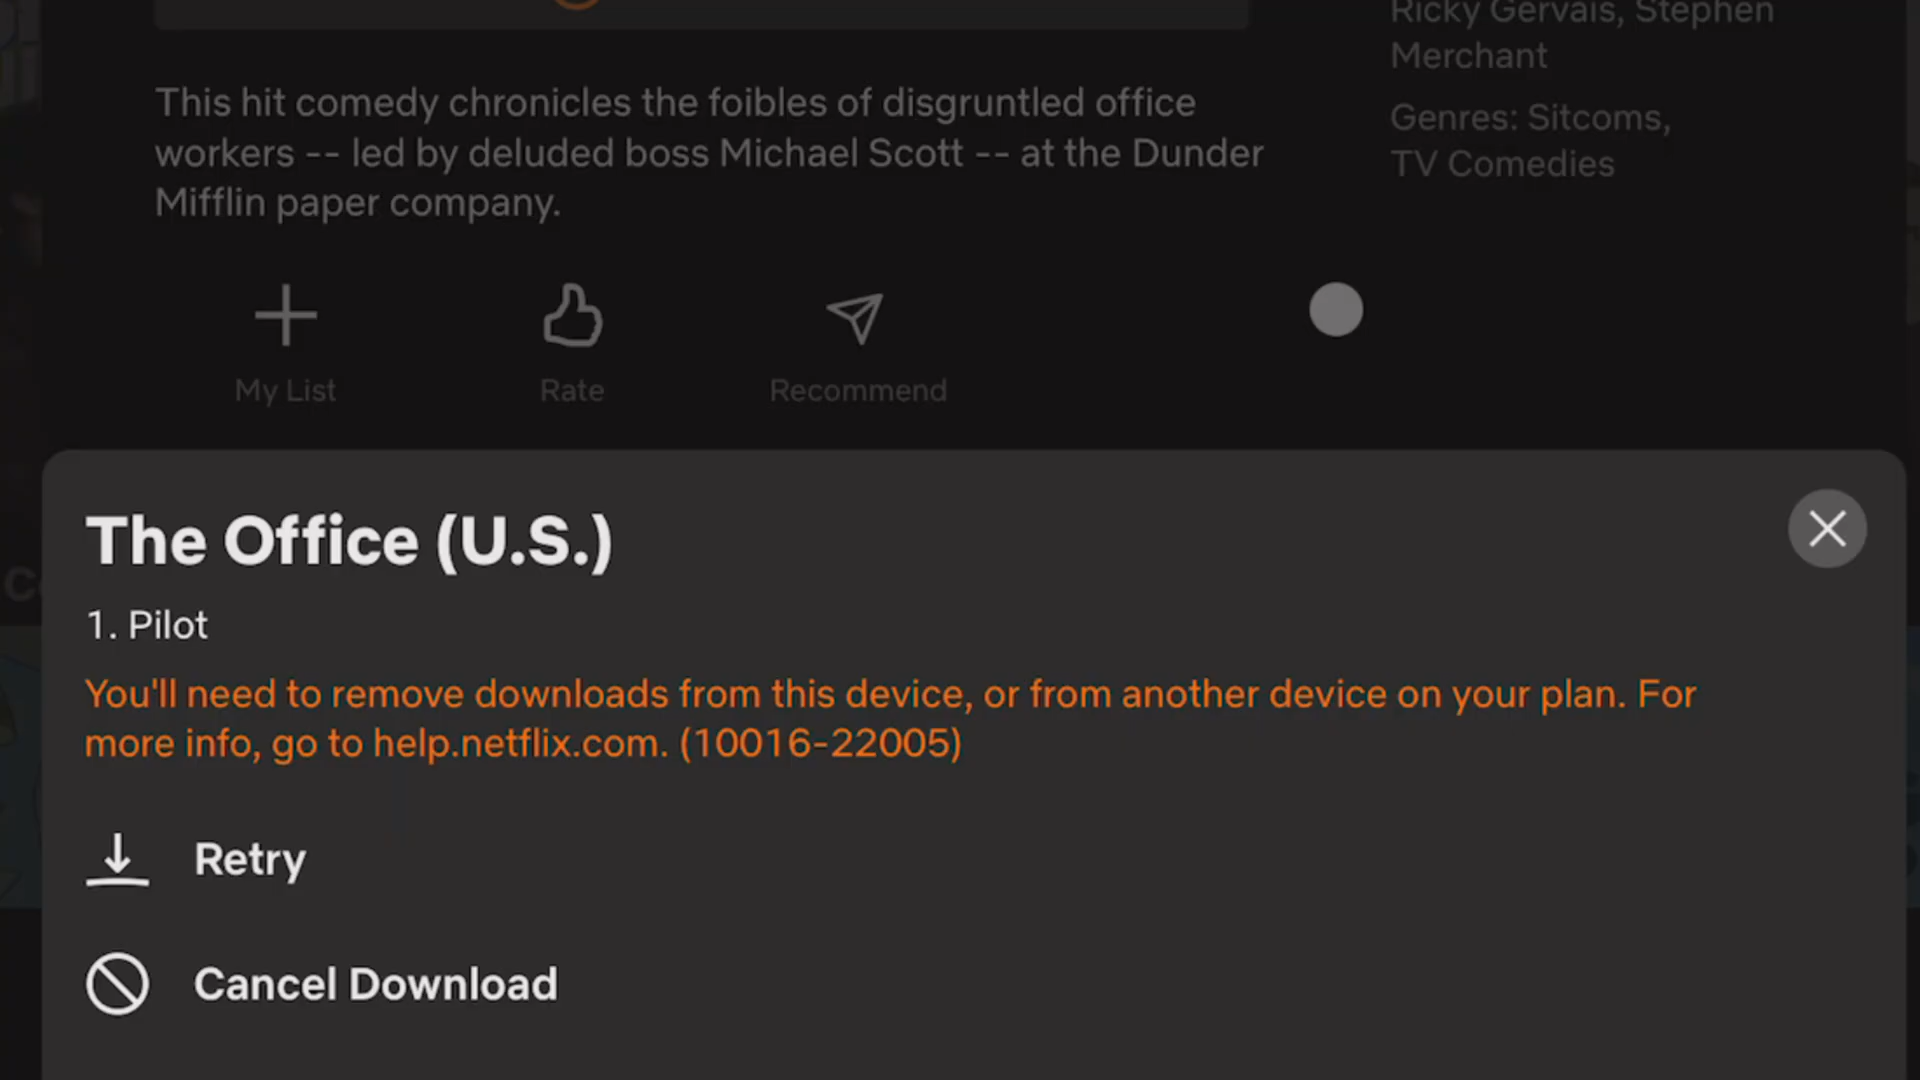 Ricky Gervais, Stephen
Merchant
This hit comedy chronicles the foibles of disgruntled office
workers -- led by deluded boss Michael Scott -- at the Dunder
Mifflin paper company.
Genres: Sitcoms,
TV Comedies
My List
Rate
Recommend
The Office (U.S.)
1. Pilot
You'll need to remove downloads from this device, or from another device on your plan. For
more info, go to help.netflix.com. (10016-22005)
Retry
Cancel Download